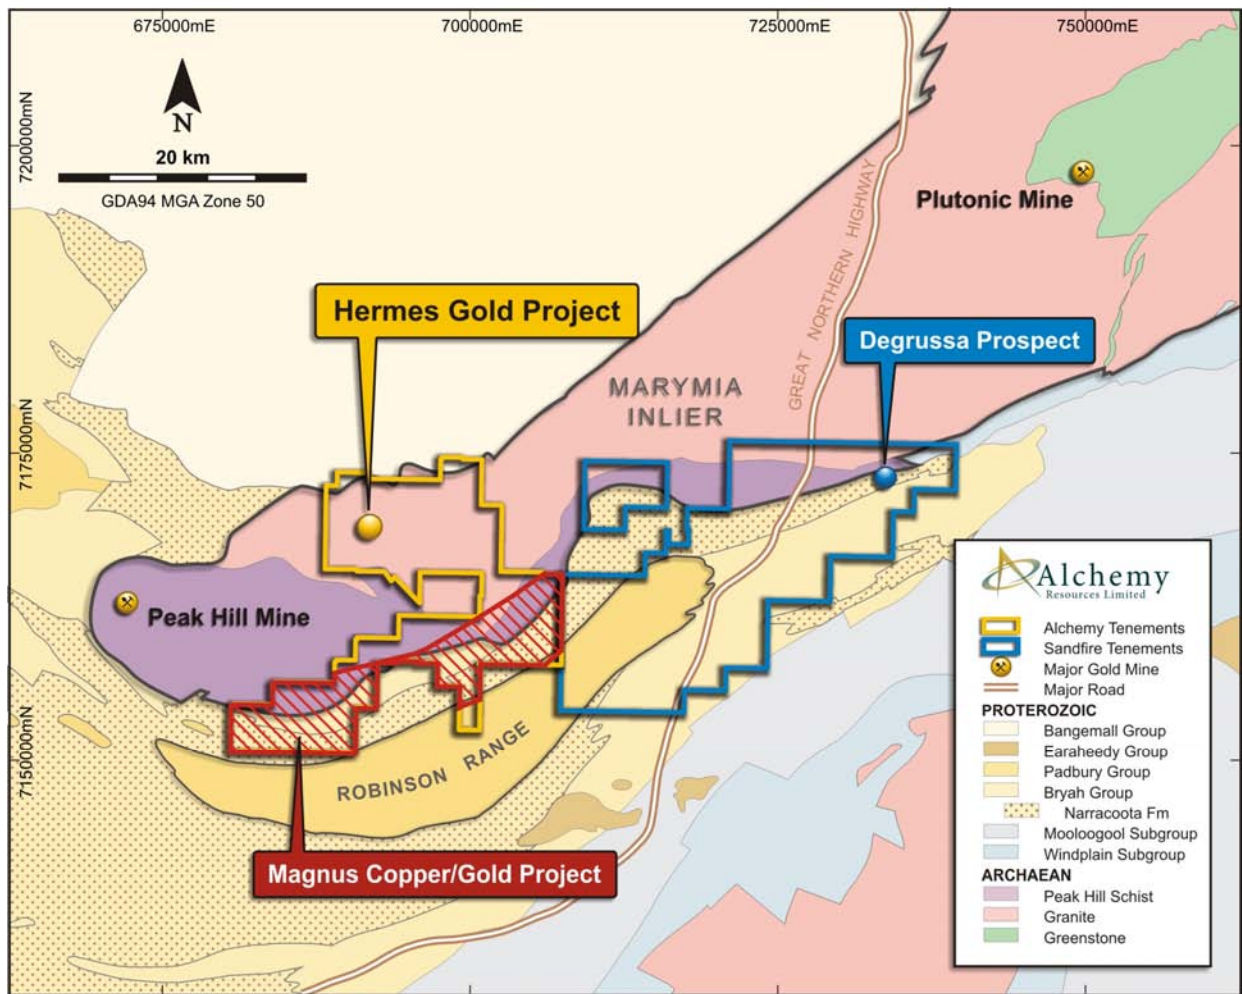 675000mE
700000mE
725000mE
750000mE
7200000mN
7175000mN
7150000mN
N
20 km
GDA94 MGA Zone 50
Plutonic Mine
GREAT NORTHERN HIGHWAY
Hermes Gold Project
Degrussa Prospect
MARYMIA
INLIER
Peak Hill Mine
ROBINSON RANGE
Magnus Copper/Gold Project
Alchemy
Resources Limited
Alchemy Tenements
Sandfire Tenements
Major Gold Mine
Major Road
PROTEROZOIC
Bangemall Group
Earaheedy Group
Padbury Group
Bryah Group
Narracoota Fm
Mooloogool Subgroup
Windplain Subgroup
ARCHAEAN
Peak Hill Schist
Granite
Greenstone